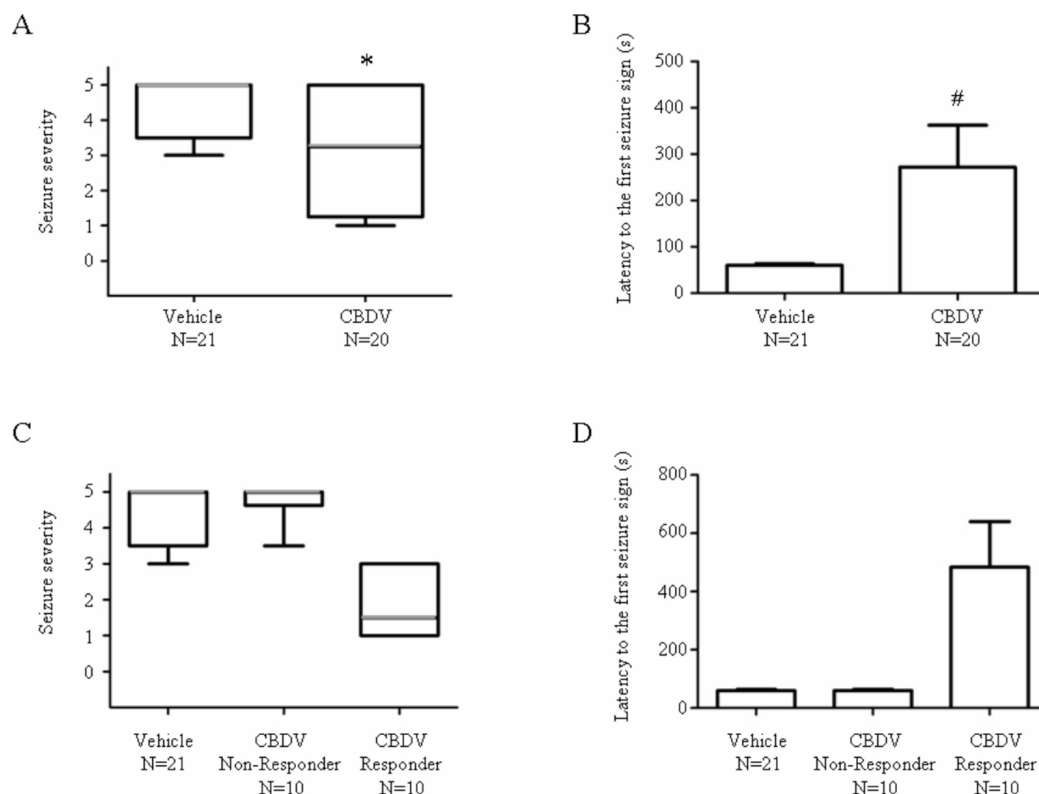 A
Seizure severity
5
4
3
2
1
0
*
Vehicle
N=21
CBDV
N=20
B
Latency to the first seizure sign (s)
500
400
300
200
100
0
#
Vehicle
N=21
CBDV
N=20
C
Seizure severity
5
4
3
2
1
0
Vehicle
N=21
CBDV
Non-Responder
N=10
CBDV
Responder
N=10
D
Latency to the first seizure sign (s)
800
600
400
200
0
Vehicle
N=21
CBDV
Non-Responder
N=10
CBDV
Responder
N=10